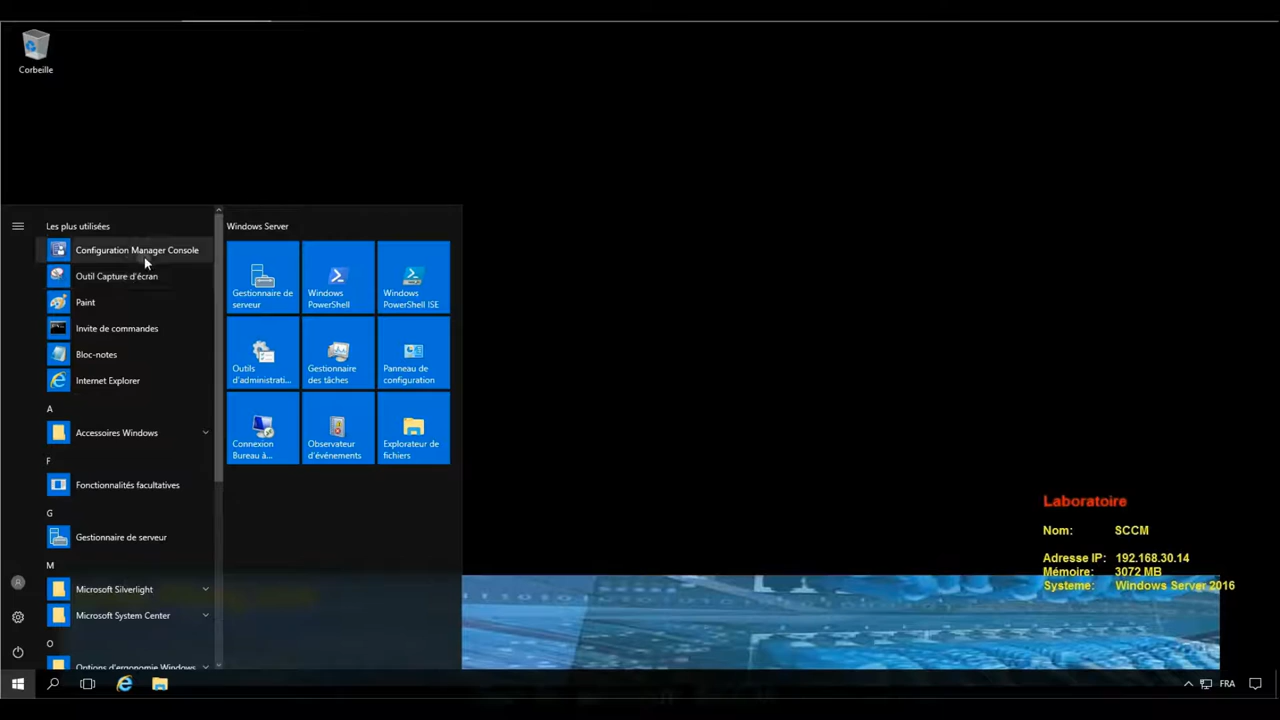 Corbeille
Les plus utilisées
Configuration Manager Console
Outil Capture d'écran
Paint
Invite de commandes
Bloc-notes
Internet Explorer
A
Accessoires Windows
F
Fonctionnalités facultatives
G
Gestionnaire de serveur
M
Microsoft Silverlight
Microsoft System Center
O
Options d'ergonomie Windows
Windows Server
Gestionnaire de
serveur
Windows
PowerShell
Windows
PowerShell ISE
Outils
d'administrati...
Gestionnaire
des tâches
Panneau de
configuration
Connexion
Bureau à...
Observateur
d'événements
Explorateur de
fichiers
Laboratoire
Nom: SCCM
Adresse IP: 192.168.30.14
Mémoire: 3072 MB
Systeme: Windows Server 2016
FRA